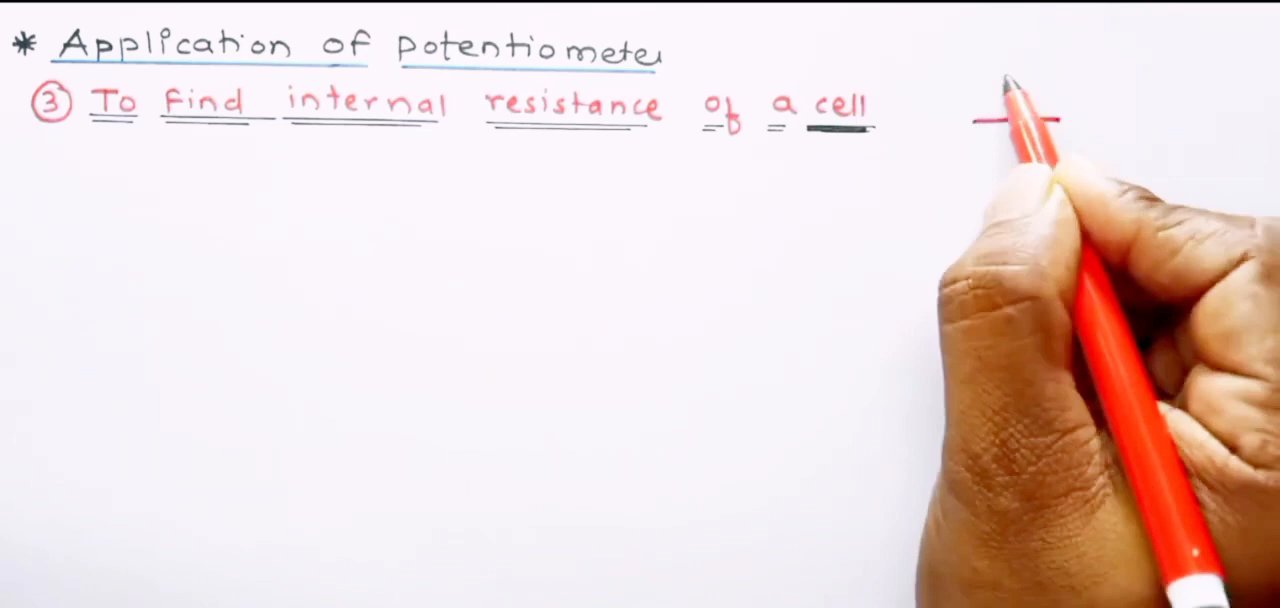 * Application of potentiometer
③ To Find internal resistance of a cell